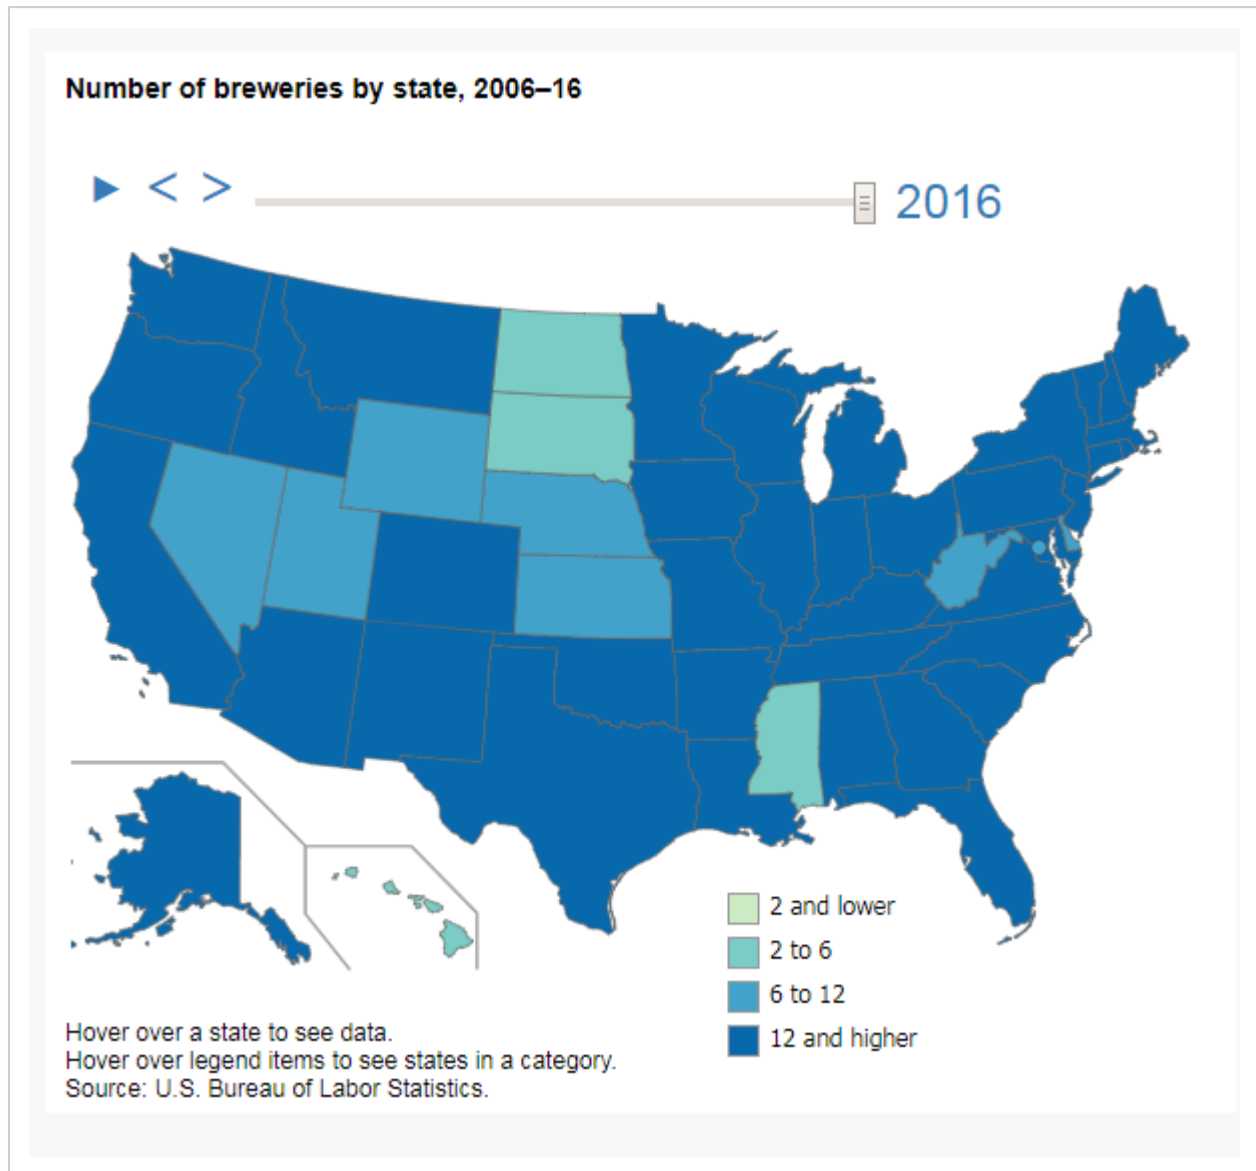 Number of breweries by state, 2006–16
< >
2016
2 and lower
2 to 6
6 to 12
12 and higher
Hover over a state to see data.
Hover over legend items to see states in a category.
Source: U.S. Bureau of Labor Statistics.